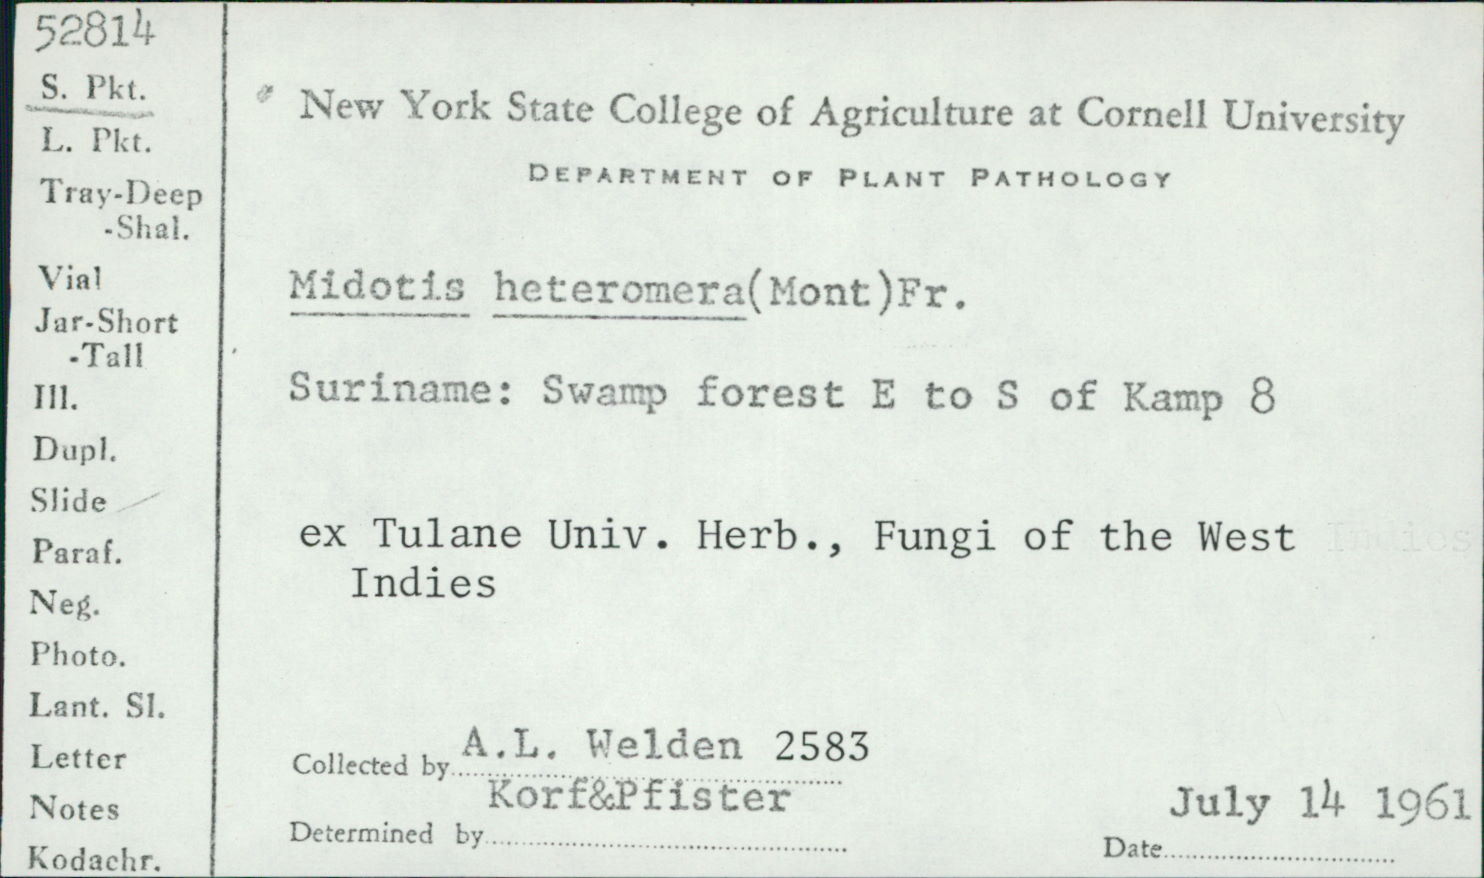 52814
S. Pkt.
L. Pkt.
Tray-Deep
-Shal.
Vial
Jar-Short
-Tall
Ill.
Dupl.
Slide
Paraf.
Neg.
Photo.
Lant. Sl.
Letter
Notes
Kodachr.
New York State College of Agriculture at Cornell University
DEPARTMENT OF PLANT PATHOLOGY
Midotis heteromera(Mont)Fr.
Suriname: Swamp forest E to S of Kamp 8
ex Tulane Univ. Herb., Fungi of the West Indies
Indies
Collected by A.L. Welden 2583
Determined by Korf&Pfister
Date July 14 1961